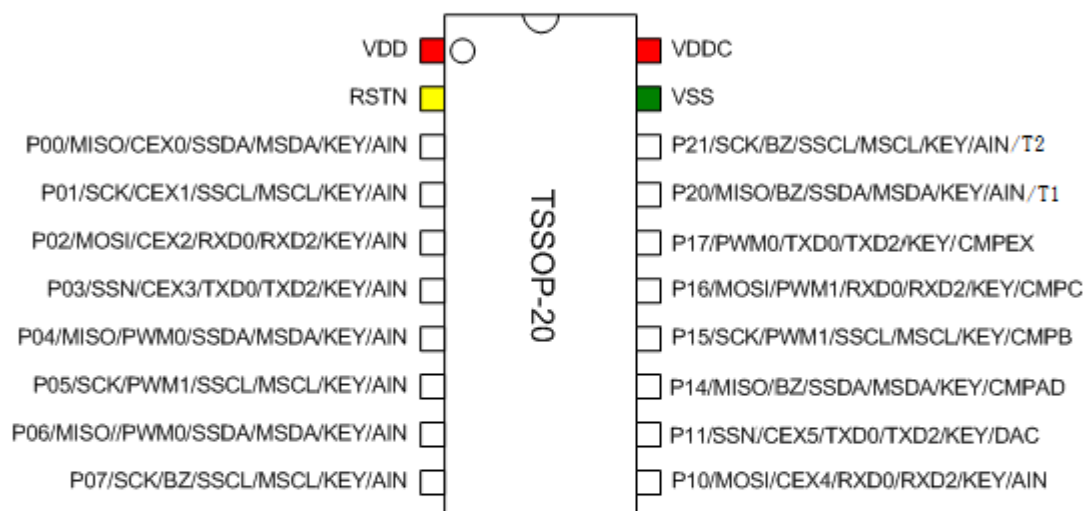 VDD
RSTN
P00/MISO/CEX0/SSDA/MSDA/KEY/AIN
P01/SCK/CEX1/SSCL/MSCL/KEY/AIN
P02/MOSI/CEX2/RXD0/RXD2/KEY/AIN
P03/SSN/CEX3/TXD0/TXD2/KEY/AIN
P04/MISO/PWM0/SSDA/MSDA/KEY/AIN
P05/SCK/PWM1/SSCL/MSCL/KEY/AIN
P06/MISO//PWM0/SSDA/MSDA/KEY/AIN
P07/SCK/BZ/SSCL/MSCL/KEY/AIN
TSSOP-20
VDDC
VSS
P21/SCK/BZ/SSCL/MSCL/KEY/AIN/T2
P20/MISO/BZ/SSDA/MSDA/KEY/AIN/T1
P17/PWM0/TXD0/TXD2/KEY/CMPEX
P16/MOSI/PWM1/RXD0/RXD2/KEY/CMPC
P15/SCK/PWM1/SSCL/MSCL/KEY/CMPB
P14/MISO/BZ/SSDA/MSDA/KEY/CMPAD
P11/SSN/CEX5/TXD0/TXD2/KEY/DAC
P10/MOSI/CEX4/RXD0/RXD2/KEY/AIN